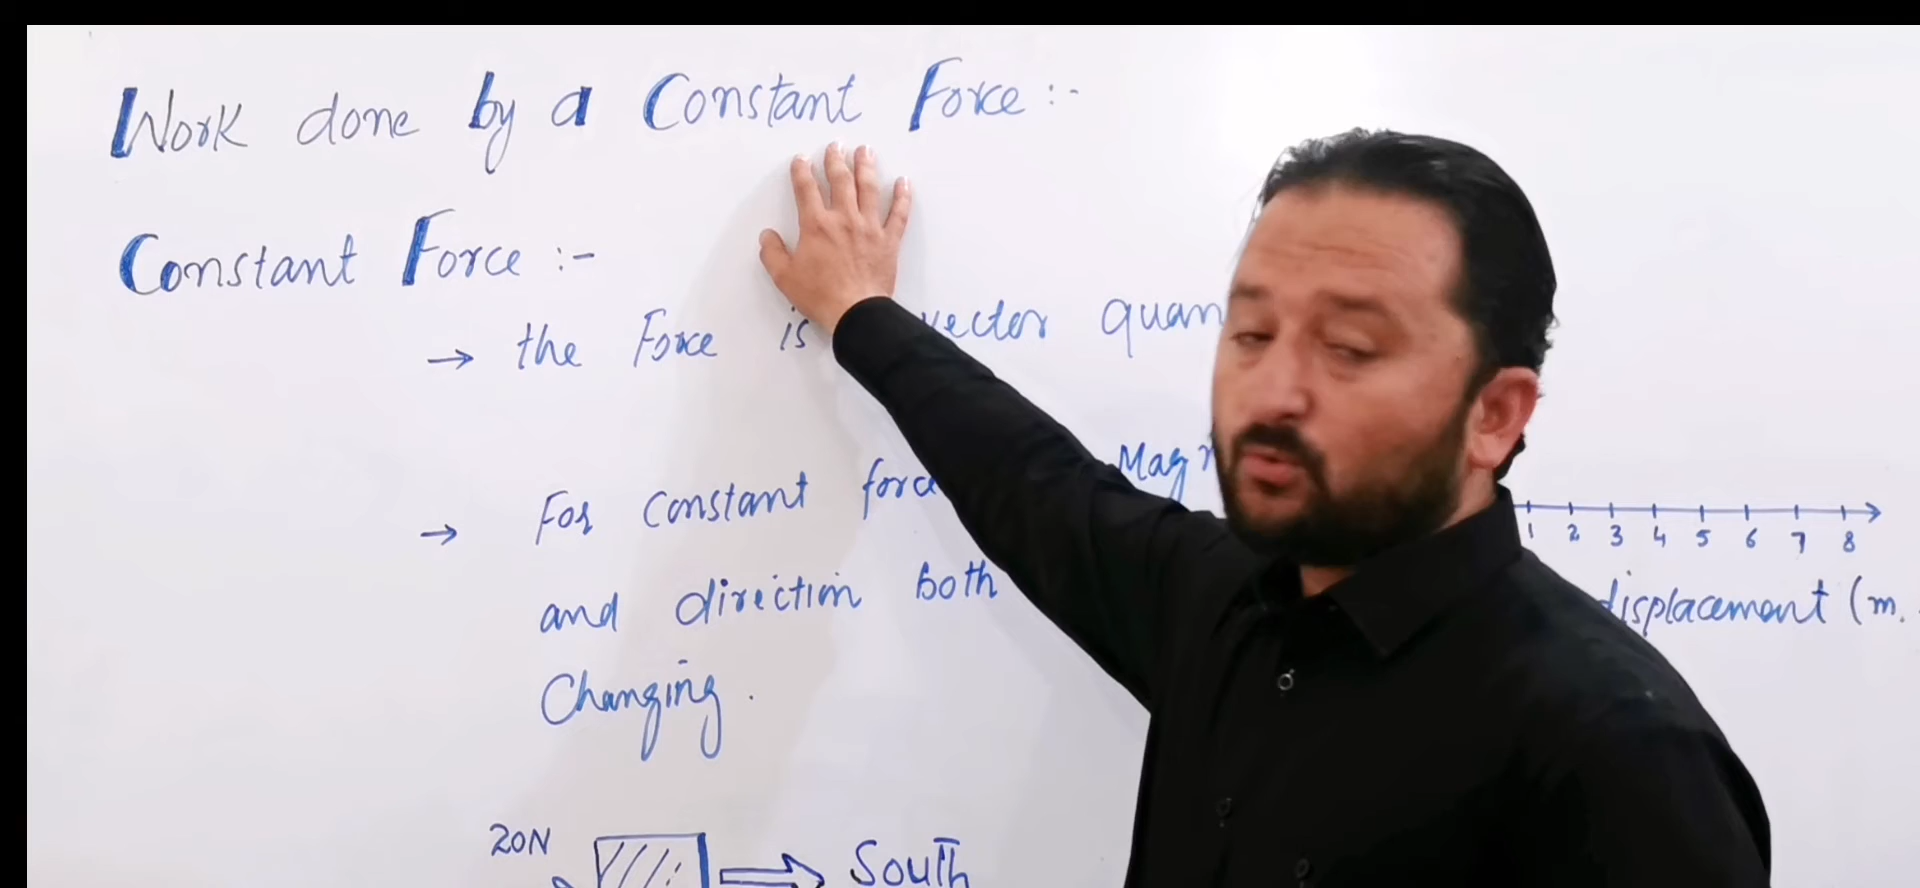 Work done by a Constant Force :-
Constant Force :-
→ the Force is vector quan
→ For constant forc Mag
and direction both
Changing.
1 2 3 4 5 6 7 8
displacement (m.
20N
South